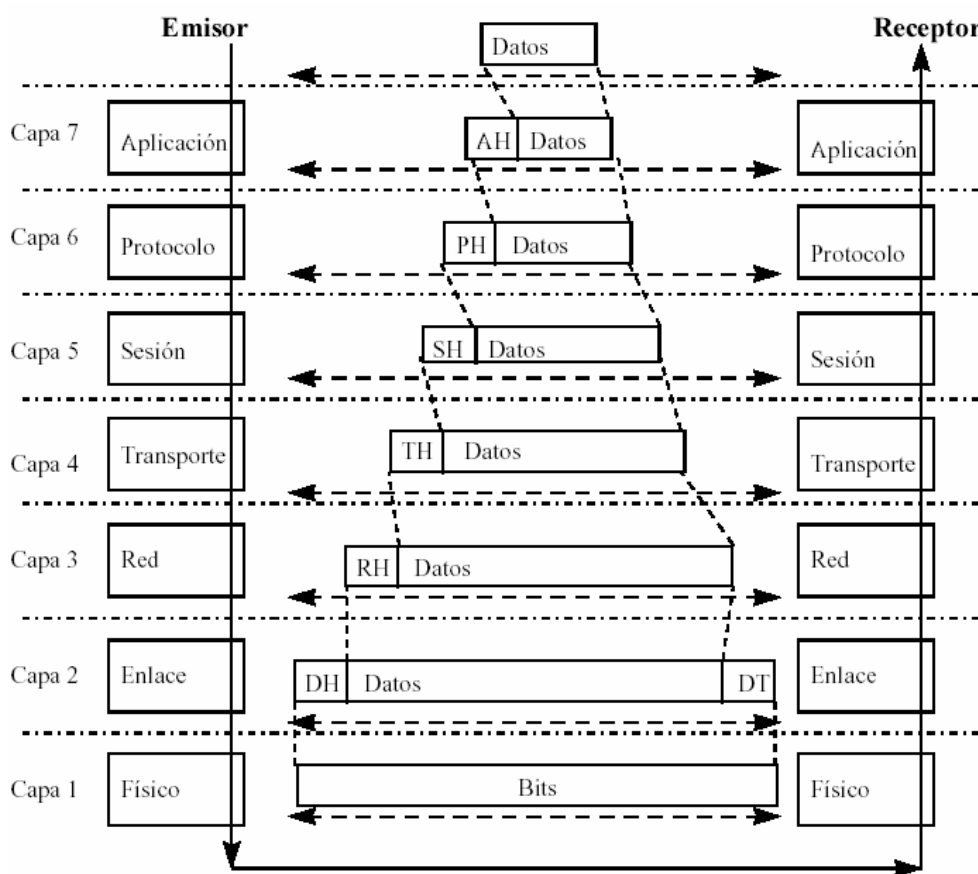 Emisor
Receptor
Datos
Capa 7
Aplicación
AH
Datos
Aplicación
Capa 6
Protocolo
PH
Datos
Protocolo
Capa 5
Sesión
SH
Datos
Sesión
Capa 4
Transporte
TH
Datos
Transporte
Capa 3
Red
RH
Datos
Red
Capa 2
Enlace
DH
Datos
DT
Enlace
Capa 1
Físico
Bits
Físico